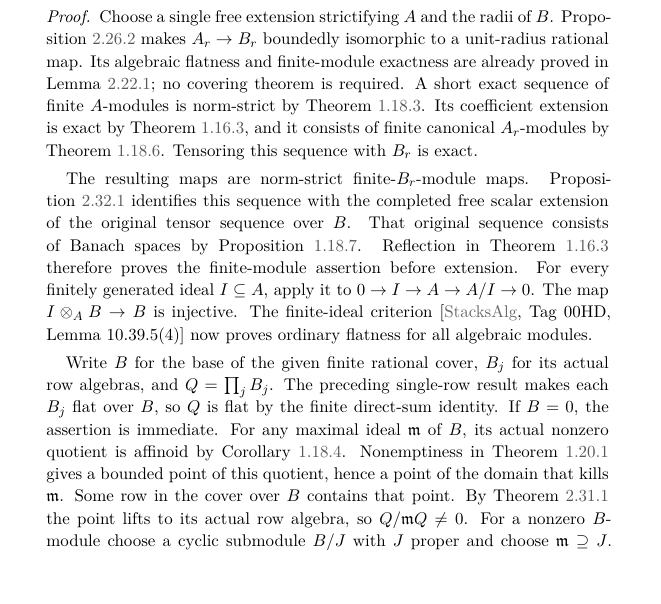 Proof. Choose a single free extension strictifying A and the radii of B. Propo-
sition 2.26.2 makes Aᵣ → Bᵣ boundedly isomorphic to a unit-radius rational
map. Its algebraic flatness and finite-module exactness are already proved in
Lemma 2.22.1; no covering theorem is required. A short exact sequence of
finite A-modules is norm-strict by Theorem 1.18.3. Its coefficient extension
is exact by Theorem 1.16.3, and it consists of finite canonical Aᵣ-modules by
Theorem 1.18.6. Tensoring this sequence with Bᵣ is exact.
The resulting maps are norm-strict finite-Bᵣ-module maps. Proposi-
tion 2.32.1 identifies this sequence with the completed free scalar extension
of the original tensor sequence over B. That original sequence consists
of Banach spaces by Proposition 1.18.7. Reflection in Theorem 1.16.3
therefore proves the finite-module assertion before extension. For every
finitely generated ideal I ⊆ A, apply it to 0 → I → A → A/I → 0. The map
I ⊗_A B → B is injective. The finite-ideal criterion [StacksAlg, Tag 00HD,
Lemma 10.39.5(4)] now proves ordinary flatness for all algebraic modules.
Write B for the base of the given finite rational cover, Bⱼ for its actual
row algebras, and Q = ∏ⱼ Bⱼ. The preceding single-row result makes each
Bⱼ flat over B, so Q is flat by the finite direct-sum identity. If B = 0, the
assertion is immediate. For any maximal ideal 𝔪 of B, its actual nonzero
quotient is affinoid by Corollary 1.18.4. Nonemptiness in Theorem 1.20.1
gives a bounded point of this quotient, hence a point of the domain that kills
𝔪. Some row in the cover over B contains that point. By Theorem 2.31.1
the point lifts to its actual row algebra, so Q/𝔪Q ≠ 0. For a nonzero B-
module choose a cyclic submodule B/J with J proper and choose 𝔪 ⊇ J.